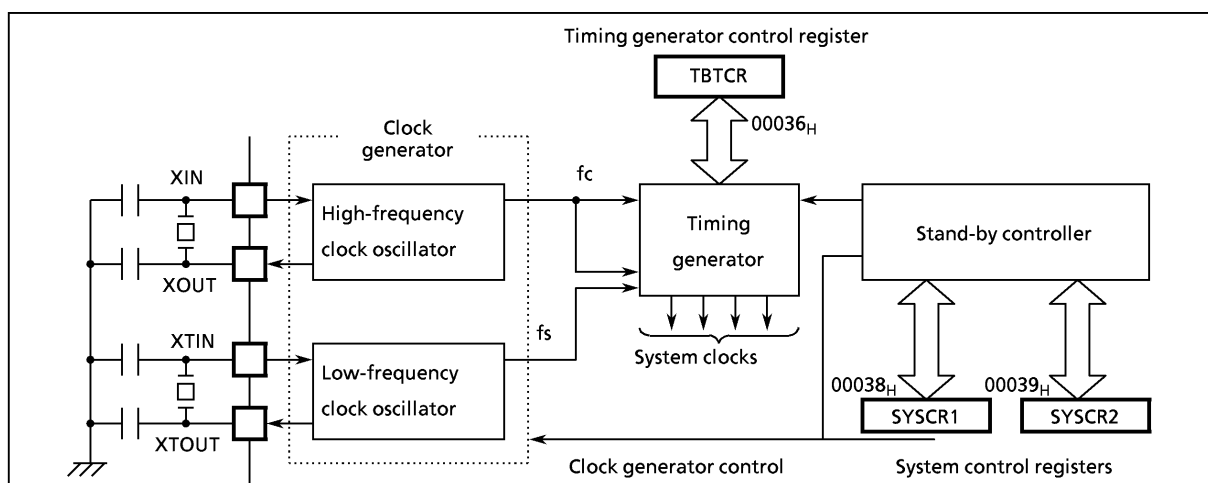 Timing generator control register
TBTCR
00036H
Clock
generator
XIN
fc
High-frequency
clock oscillator
Timing
generator
Stand-by controller
XOUT
XTIN
fs
System clocks
Low-frequency
clock oscillator
00038H
00039H
SYSCR1
SYSCR2
XTOUT
Clock generator control
System control registers